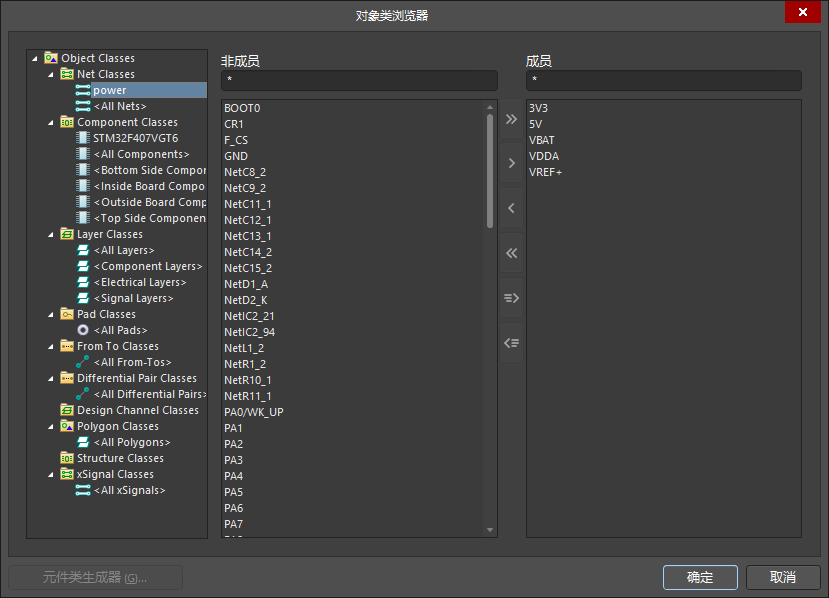 对象类浏览器
Object Classes
Net Classes
power
<All Nets>
Component Classes
STM32F407VGT6
<All Components>
<Bottom Side Compor
<Inside Board Compo
<Outside Board Comp
<Top Side Componen
Layer Classes
<All Layers>
<Component Layers>
<Electrical Layers>
<Signal Layers>
Pad Classes
<All Pads>
From To Classes
<All From-Tos>
Differential Pair Classes
<All Differential Pairs>
Design Channel Classes
Polygon Classes
<All Polygons>
Structure Classes
xSignal Classes
<All xSignals>
非成员
*
BOOT0
CR1
F_CS
GND
NetC8_2
NetC9_2
NetC11_1
NetC12_1
NetC13_1
NetC14_2
NetC15_2
NetD1_A
NetD2_K
NetIC2_21
NetIC2_94
NetL1_2
NetR1_2
NetR10_1
NetR11_1
PA0/WK_UP
PA1
PA2
PA3
PA4
PA5
PA6
PA7
成员
*
3V3
5V
VBAT
VDDA
VREF+
元件类生成器 (G)...
确定
取消